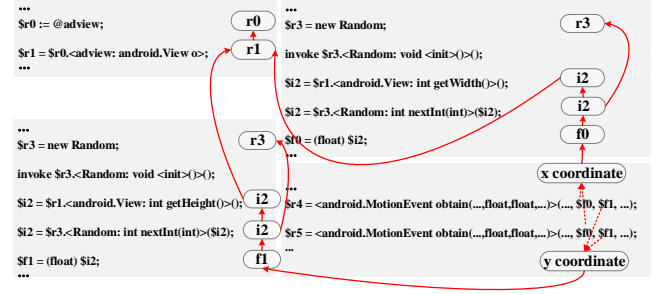 ...
$r0 := @adview;
r0
$r1 = $r0.<adview: android.View o>;
r1
...
...
$r3 = new Random;
r3
invoke $r3.<Random: void <init>()>();
$i2 = $r1.<android.View: int getWidth()>();
i2
$i2 = $r3.<Random: int nextInt(int)>($i2);
i2
$f0 = (float) $i2;
f0
...
...
$r3 = new Random;
r3
invoke $r3.<Random: void <init>()>();
$i2 = $r1.<android.View: int getHeight()>();
i2
$i2 = $r3.<Random: int nextInt(int)>($i2);
i2
$f1 = (float) $i2;
f1
...
x coordinate
...
$r4 = <android.MotionEvent obtain(...,float,float,...)>(..., $f0, $f1, ...);
$r5 = <android.MotionEvent obtain(...,float,float,...)>(..., $f0, $f1, ...);
...
y coordinate